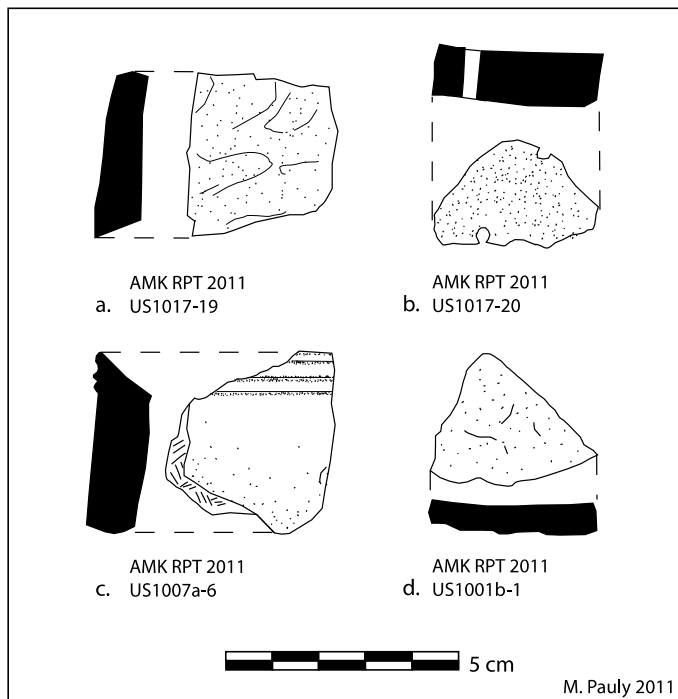 AMK RPT 2011
a. US1017-19
AMK RPT 2011
b. US1017-20
AMK RPT 2011
c. US1007a-6
AMK RPT 2011
d. US1001b-1
5 cm
M. Pauly 2011